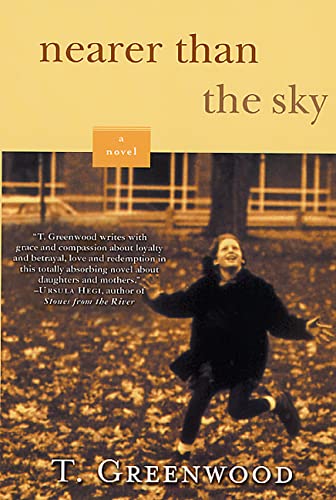 nearer than
the sky
a
novel
"T. Greenwood writes with
grace and compassion about loyalty
and betrayal, love and redemption in
this totally absorbing novel about
daughters and mothers."
–Ursula Hegi, author of
Stones from the River
T. Greenwood